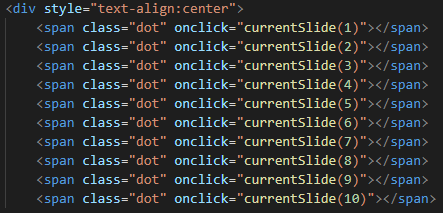 <div style="text-align:center">
    <span class="dot" onclick="currentSlide(1)"></span>
    <span class="dot" onclick="currentSlide(2)"></span>
    <span class="dot" onclick="currentSlide(3)"></span>
    <span class="dot" onclick="currentSlide(4)"></span>
    <span class="dot" onclick="currentSlide(5)"></span>
    <span class="dot" onclick="currentSlide(6)"></span>
    <span class="dot" onclick="currentSlide(7)"></span>
    <span class="dot" onclick="currentSlide(8)"></span>
    <span class="dot" onclick="currentSlide(9)"></span>
    <span class="dot" onclick="currentSlide(10)"></span>